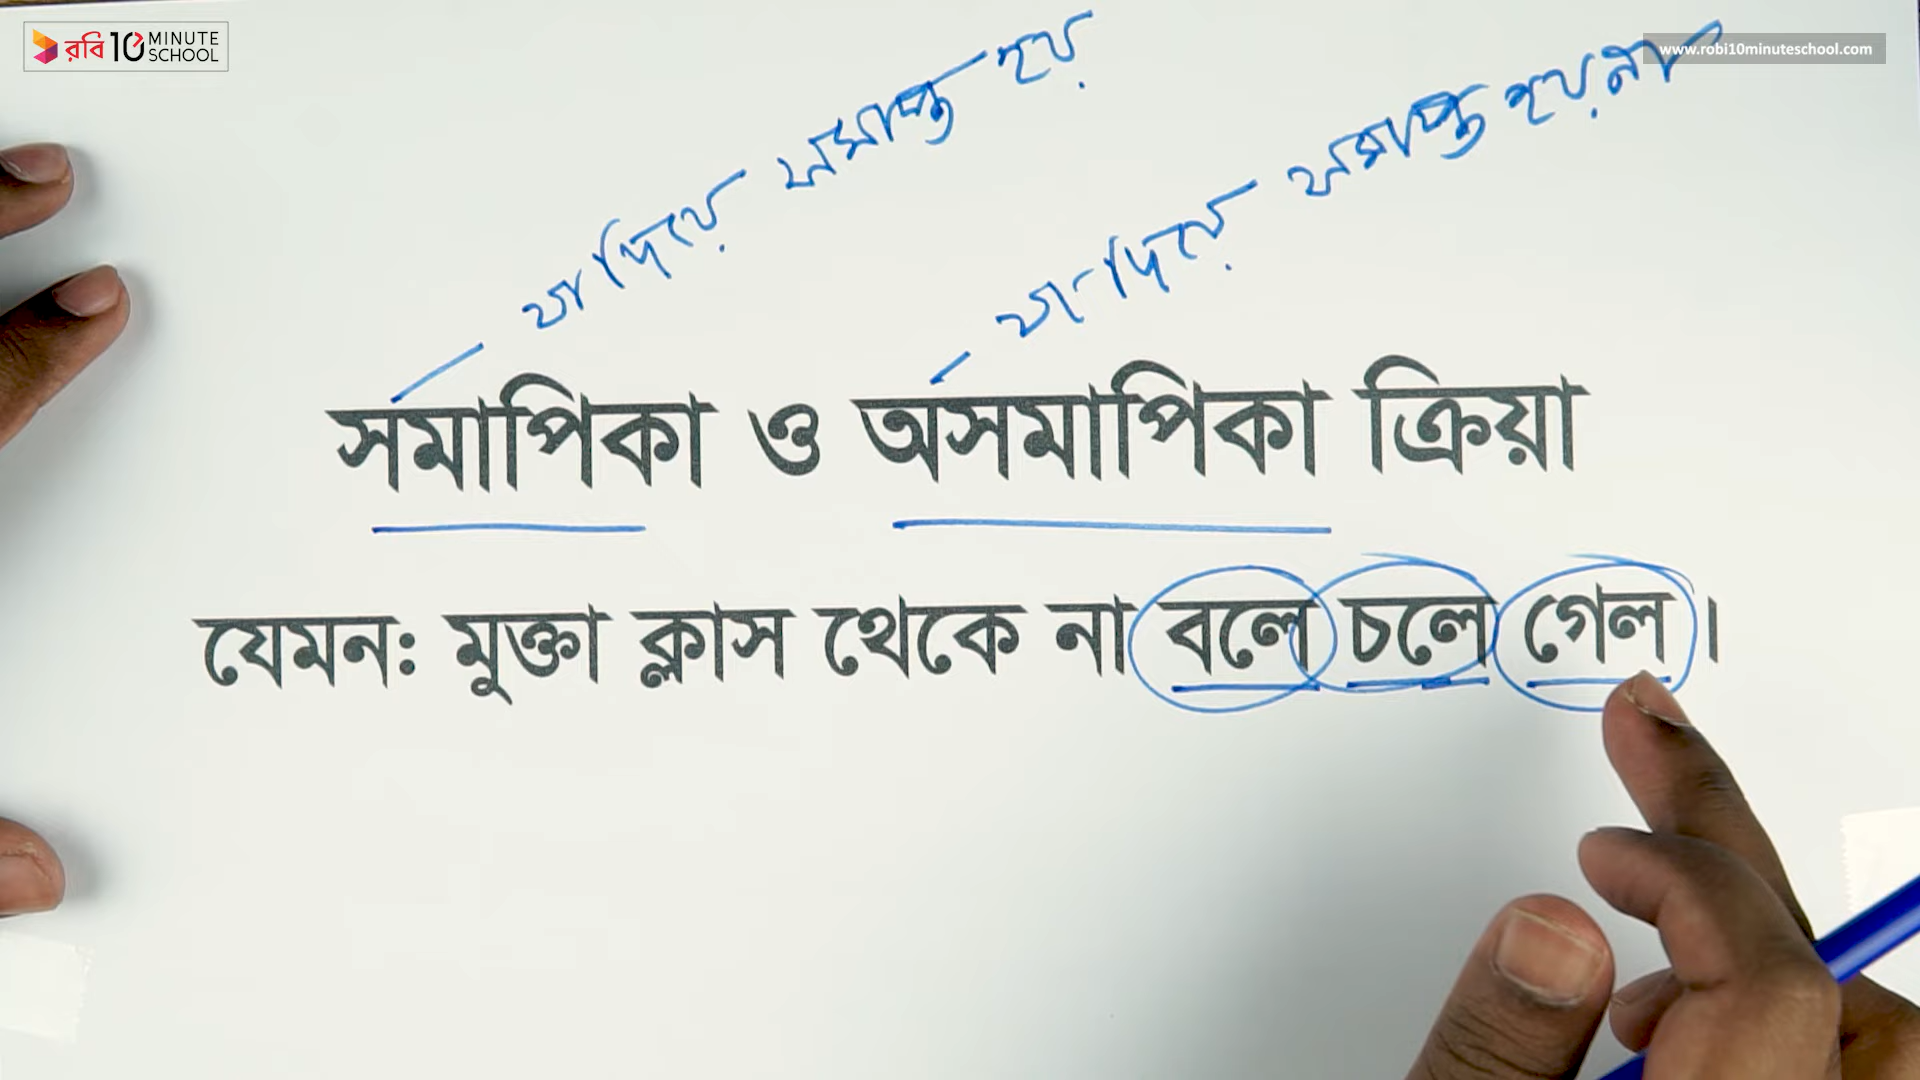 রবি 10 MINUTE SCHOOL
www.robi10minuteschool.com
যা দিয়ে সমাপ্ত হয়
যা দিয়ে সমাপ্ত হয় না
সমাপিকা ও অসমাপিকা ক্রিয়া
যেমন: মুক্তা ক্লাস থেকে না বলে চলে গেল।